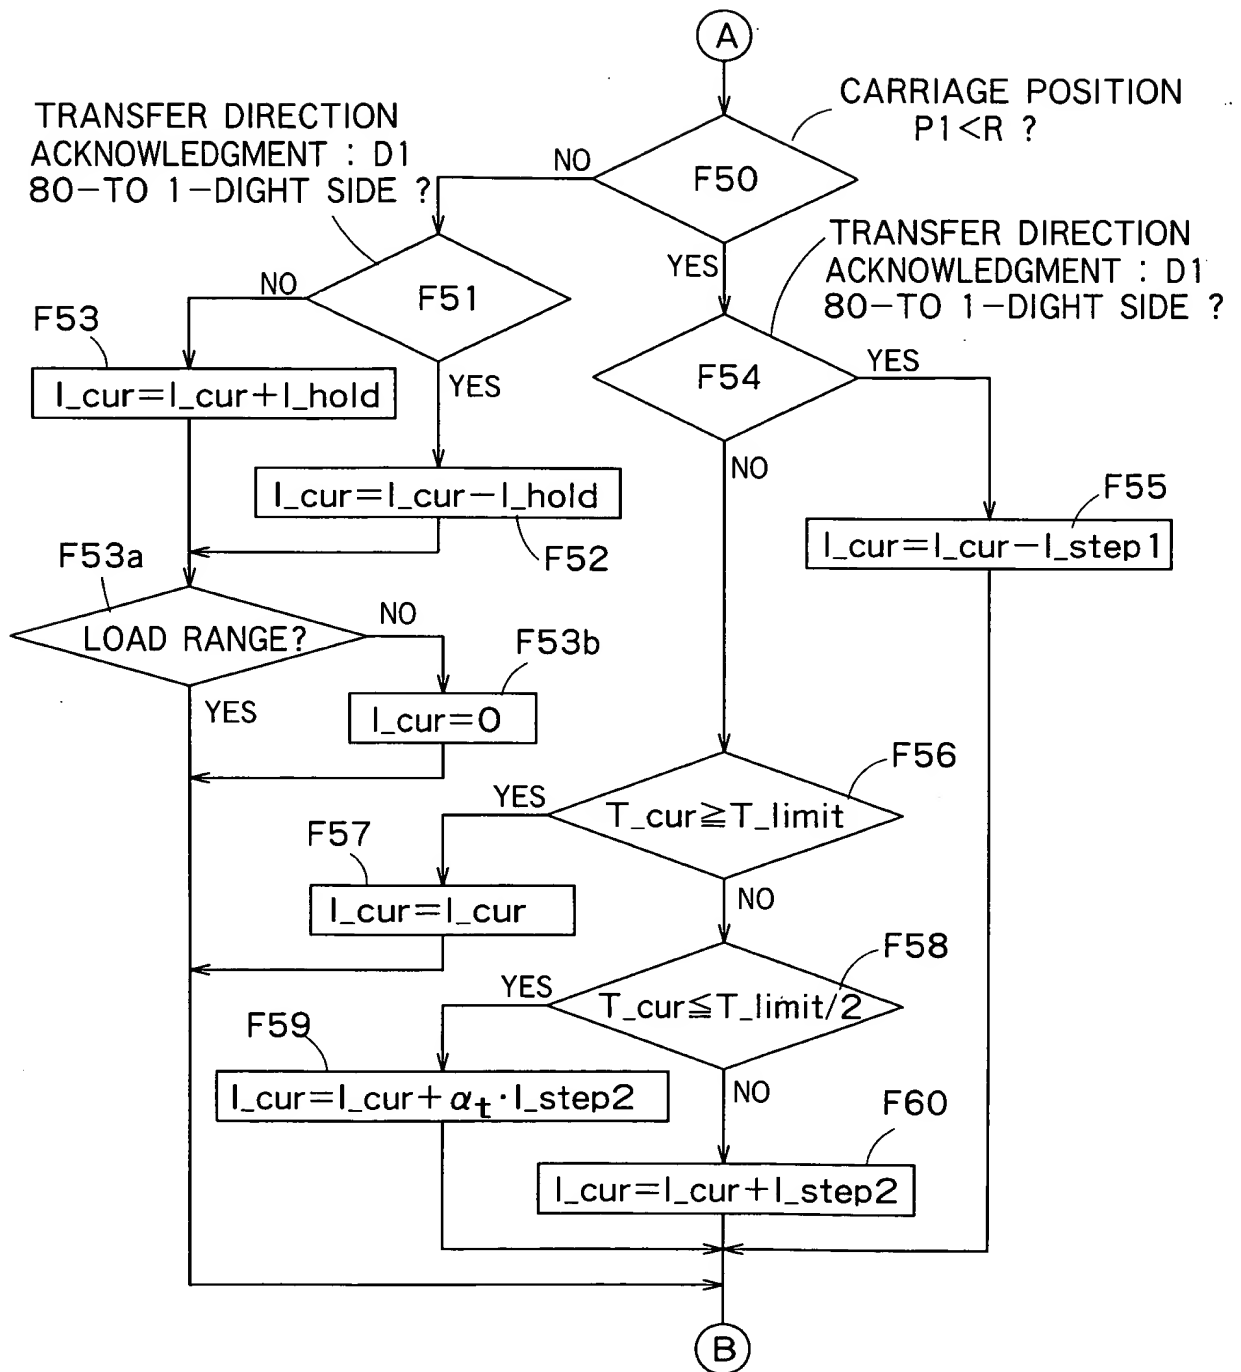 A
CARRIAGE POSITION
P1<R ?
TRANSFER DIRECTION
ACKNOWLEDGMENT : D1
80-TO 1-DIGHT SIDE ?
NO
F50
YES
TRANSFER DIRECTION
ACKNOWLEDGMENT : D1
80-TO 1-DIGHT SIDE ?
NO
F51
F53
YES
F54
YES
I_cur=I_cur+I_hold
NO
I_cur=I_cur-I_hold
F55
F52
I_cur=I_cur-I_step1
F53a
LOAD RANGE?
NO
F53b
YES
I_cur=0
F56
YES
T_cur≧T_limit
F57
I_cur=I_cur
NO
F58
YES
T_cur≦T_limit/2
F59
I_cur=I_cur+αt·I_step2
NO
F60
I_cur=I_cur+I_step2
B